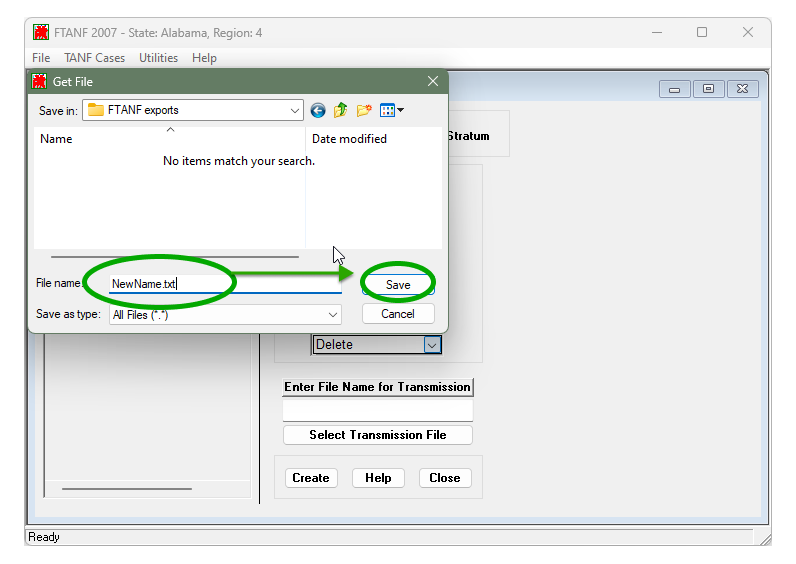 FTANF 2007 - State: Alabama, Region: 4
File TANF Cases Utilities Help
Get File
Save in: FTANF exports
Stratum
Name Date modified
No items match your search.
File name: NewName.txt Save
Save as type: All Files (*.*) Cancel
Delete
Enter File Name for Transmission
Select Transmission File
Create Help Close
Ready